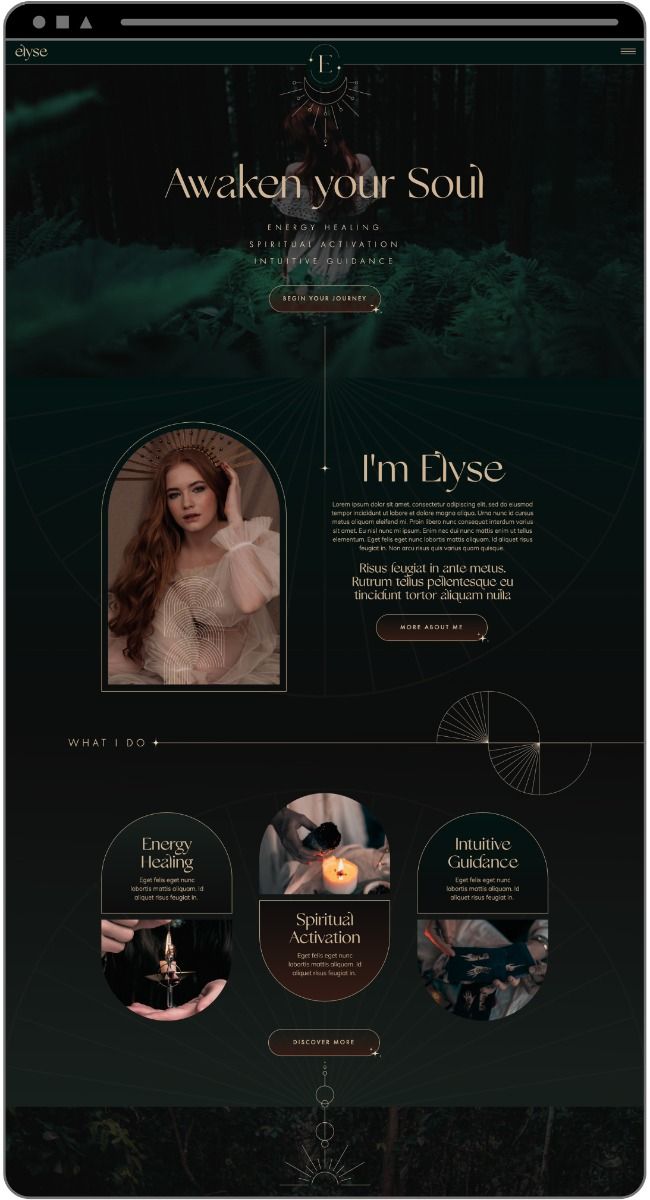 élyse
E
Awaken your Soul
ENERGY HEALING
SPIRITUAL ACTIVATION
INTUITIVE GUIDANCE
BEGIN YOUR JOURNEY
I'm Elyse
Lorem ipsum dolor sit amet, consectetur adipiscing elit, sed do eiusmod
tempor incididunt ut labore et dolore magna aliqua. Urna nunc id cursus
metus aliquam eleifend mi. Proin libero nunc consequat interdum varius
sit amet. Eu nisl nunc mi ipsum. Enim nec dui nunc mattis enim ut tellus
elementum. Eget felis eget nunc lobortis mattis aliquam. Id aliquet risus
feugiat in. Non arcu risus quis varius quam quisque.
Risus feugiat in ante metus.
Rutrum tellus pellentesque eu
tincidunt tortor aliquam nulla
MORE ABOUT ME
WHAT I DO
Energy
Healing
Eget felis eget nunc
lobortis mattis aliquam. Id
aliquet risus feugiat in.
Spiritual
Activation
Eget felis eget nunc
lobortis mattis aliquam. Id
aliquet risus feugiat in.
Intuitive
Guidance
Eget felis eget nunc
lobortis mattis aliquam. Id
aliquet risus feugiat in.
DISCOVER MORE